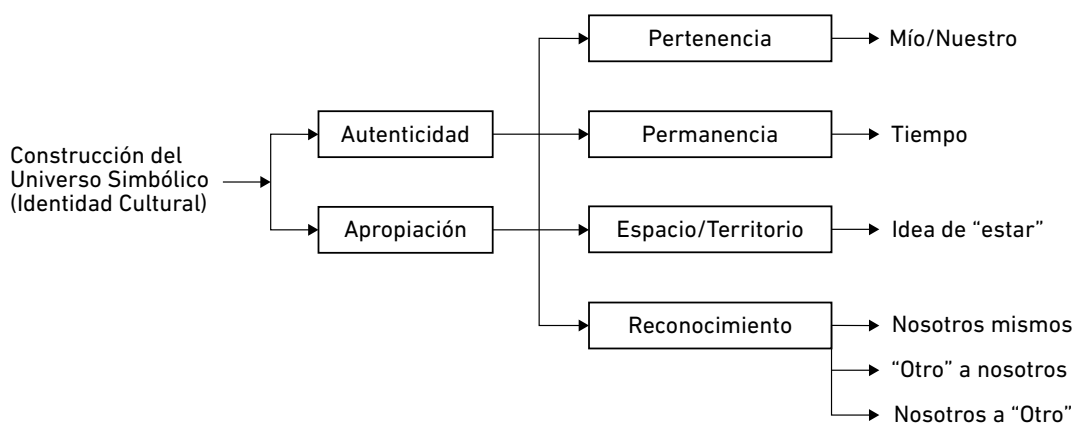 Construcción del
Universo Simbólico
(Identidad Cultural)
Autenticidad
Apropiación
Pertenencia
Mío/Nuestro
Permanencia
Tiempo
Espacio/Territorio
Idea de “estar”
Reconocimiento
Nosotros mismos
“Otro” a nosotros
Nosotros a “Otro”